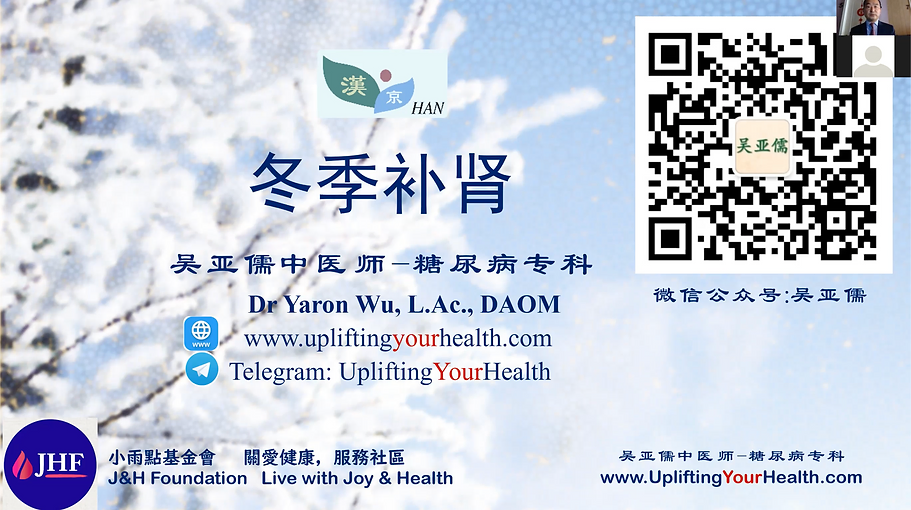 漢
京
HAN
冬季补肾
吴亚儒中医师-糖尿病专科
Dr Yaron Wu, L.Ac., DAOM
www.upliftingyourhealth.com
WWW
Telegram: UpliftingYourHealth
吴亚儒
微信公众号:吴亚儒
JHF
小雨點基金會 關愛健康，服務社區
J&H Foundation Live with Joy & Health
吴亚儒中医师-糖尿病专科
www.UpliftingYourHealth.com